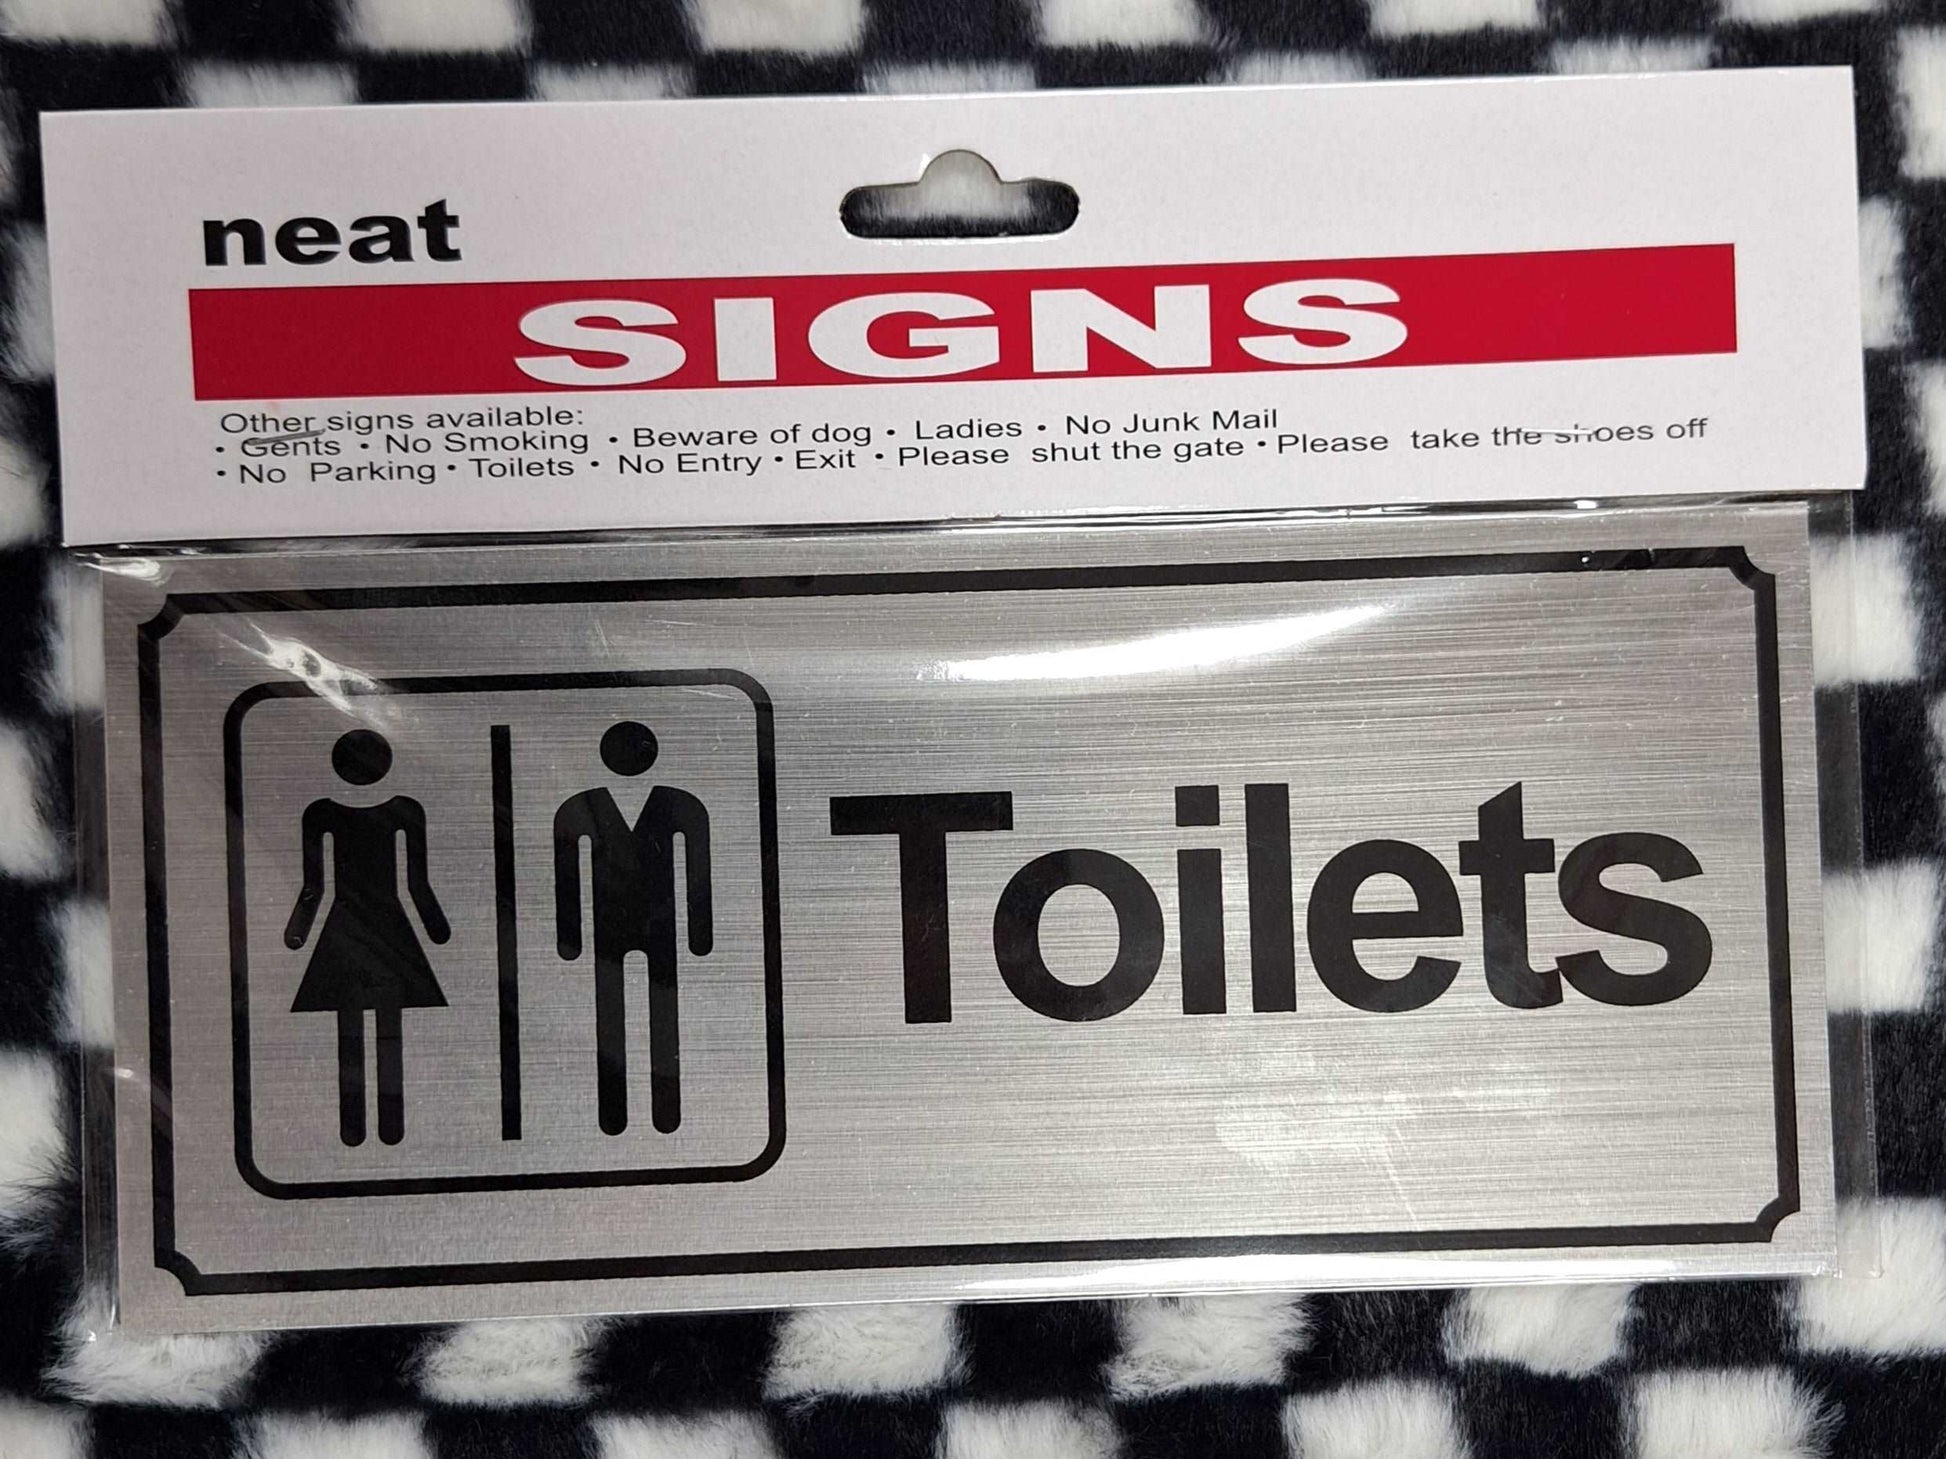 neat
SIGNS
Other signs available:
• Gents • No Smoking • Beware of dog • Ladies • No Junk Mail
• No Parking • Toilets • No Entry • Exit • Please shut the gate • Please take the shoes off
Toilets